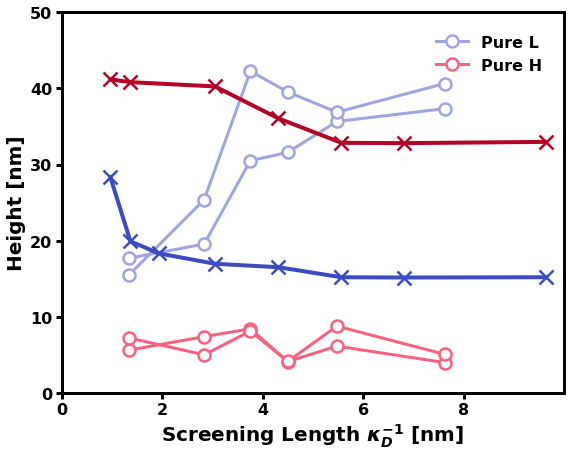 50
40
30
20
10
0
Height [nm]
Pure L
Pure H
0 2 4 6 8
Screening Length κ_D^{-1} [nm]